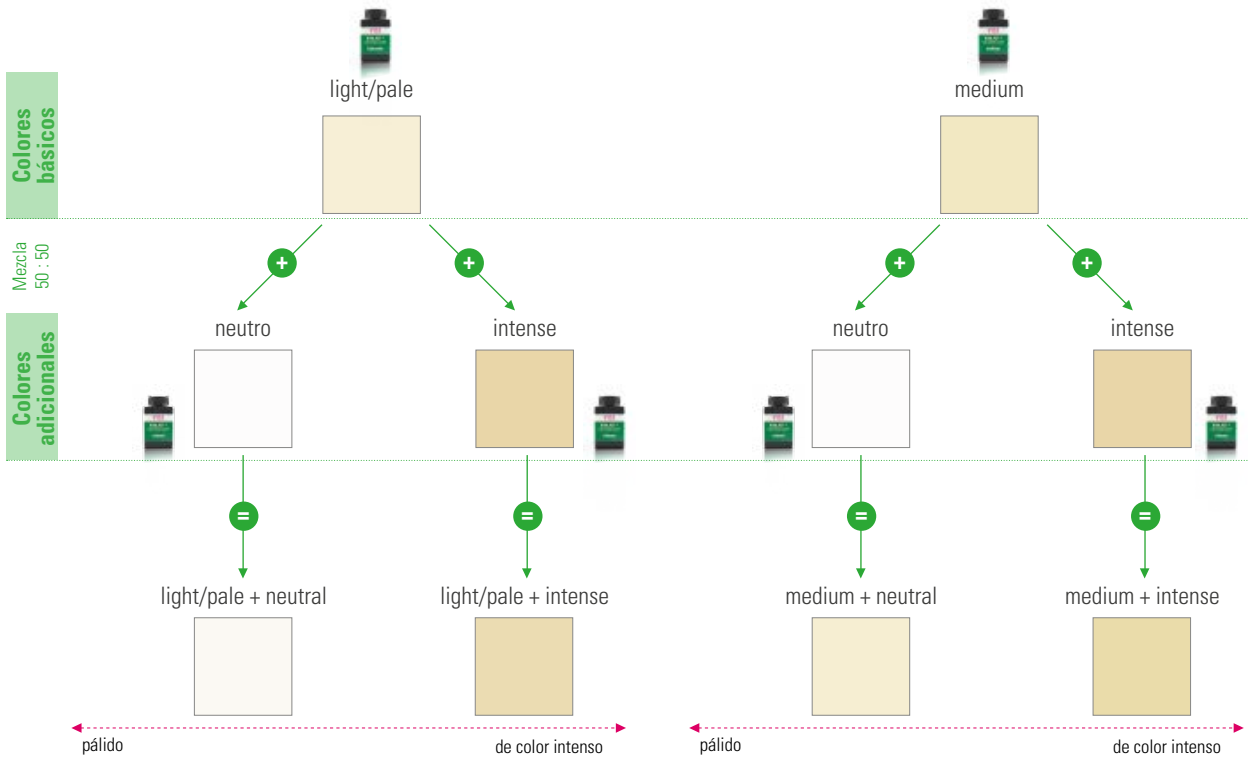 light/pale
medium
Colores
básicos
Mezcla
50 : 50
neutro
intense
neutro
intense
Colores
adicionales
light/pale + neutral
light/pale + intense
medium + neutral
medium + intense
pálido
de color intenso
pálido
de color intenso